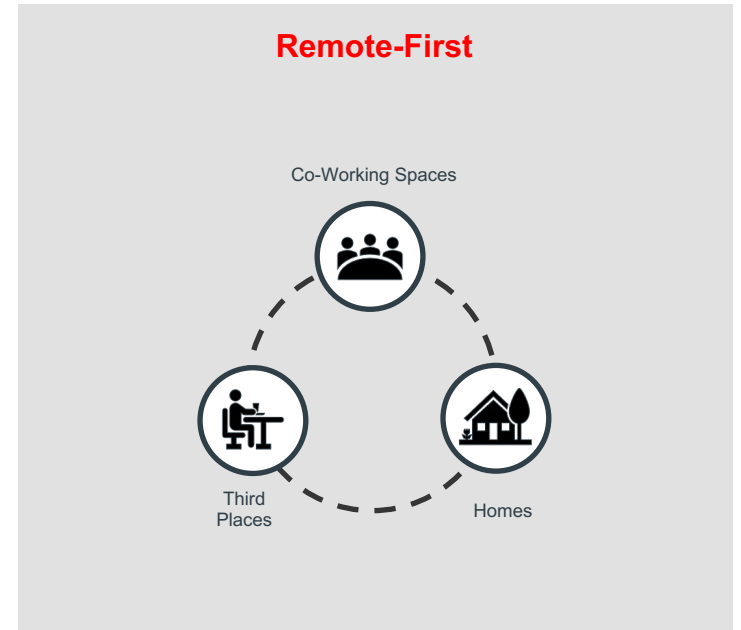 Remote-First
Co-Working Spaces
Third
Places
Homes